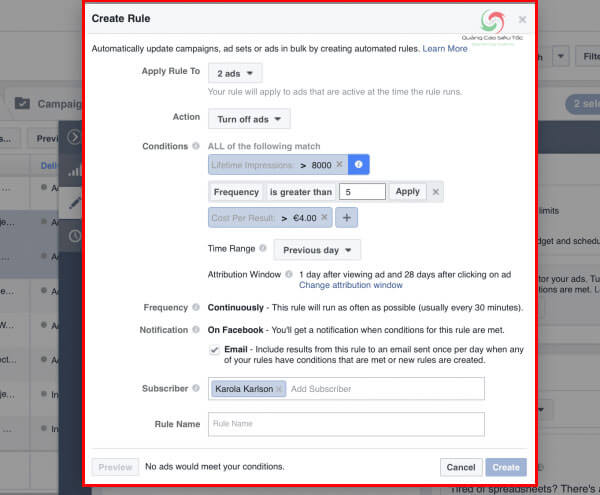 Create Rule
Quảng Cáo Siêu Tốc
Automatically update campaigns, ad sets or ads in bulk by creating automated rules. Learn More
Apply Rule To
2 ads
Your rule will apply to ads that are active at the time the rule runs.
Action
Turn off ads
Conditions
ALL of the following match
Lifetime Impressions: > 8000
Frequency is greater than 5 Apply
Cost Per Result: > €4.00
Time Range
Previous day
Attribution Window
1 day after viewing ad and 28 days after clicking on ad
Change attribution window
Frequency
Continuously - This rule will run as often as possible (usually every 30 minutes).
Notification
On Facebook - You'll get a notification when conditions for this rule are met.
Email - Include results from this rule to an email sent once per day when any
of your rules have conditions that are met or new rules are created.
Subscriber
Karola Karlson
Add Subscriber
Rule Name
Rule Name
Preview
No ads would meet your conditions.
Cancel
Create
Campaign
limits
Tired of spreadsheets? There's a